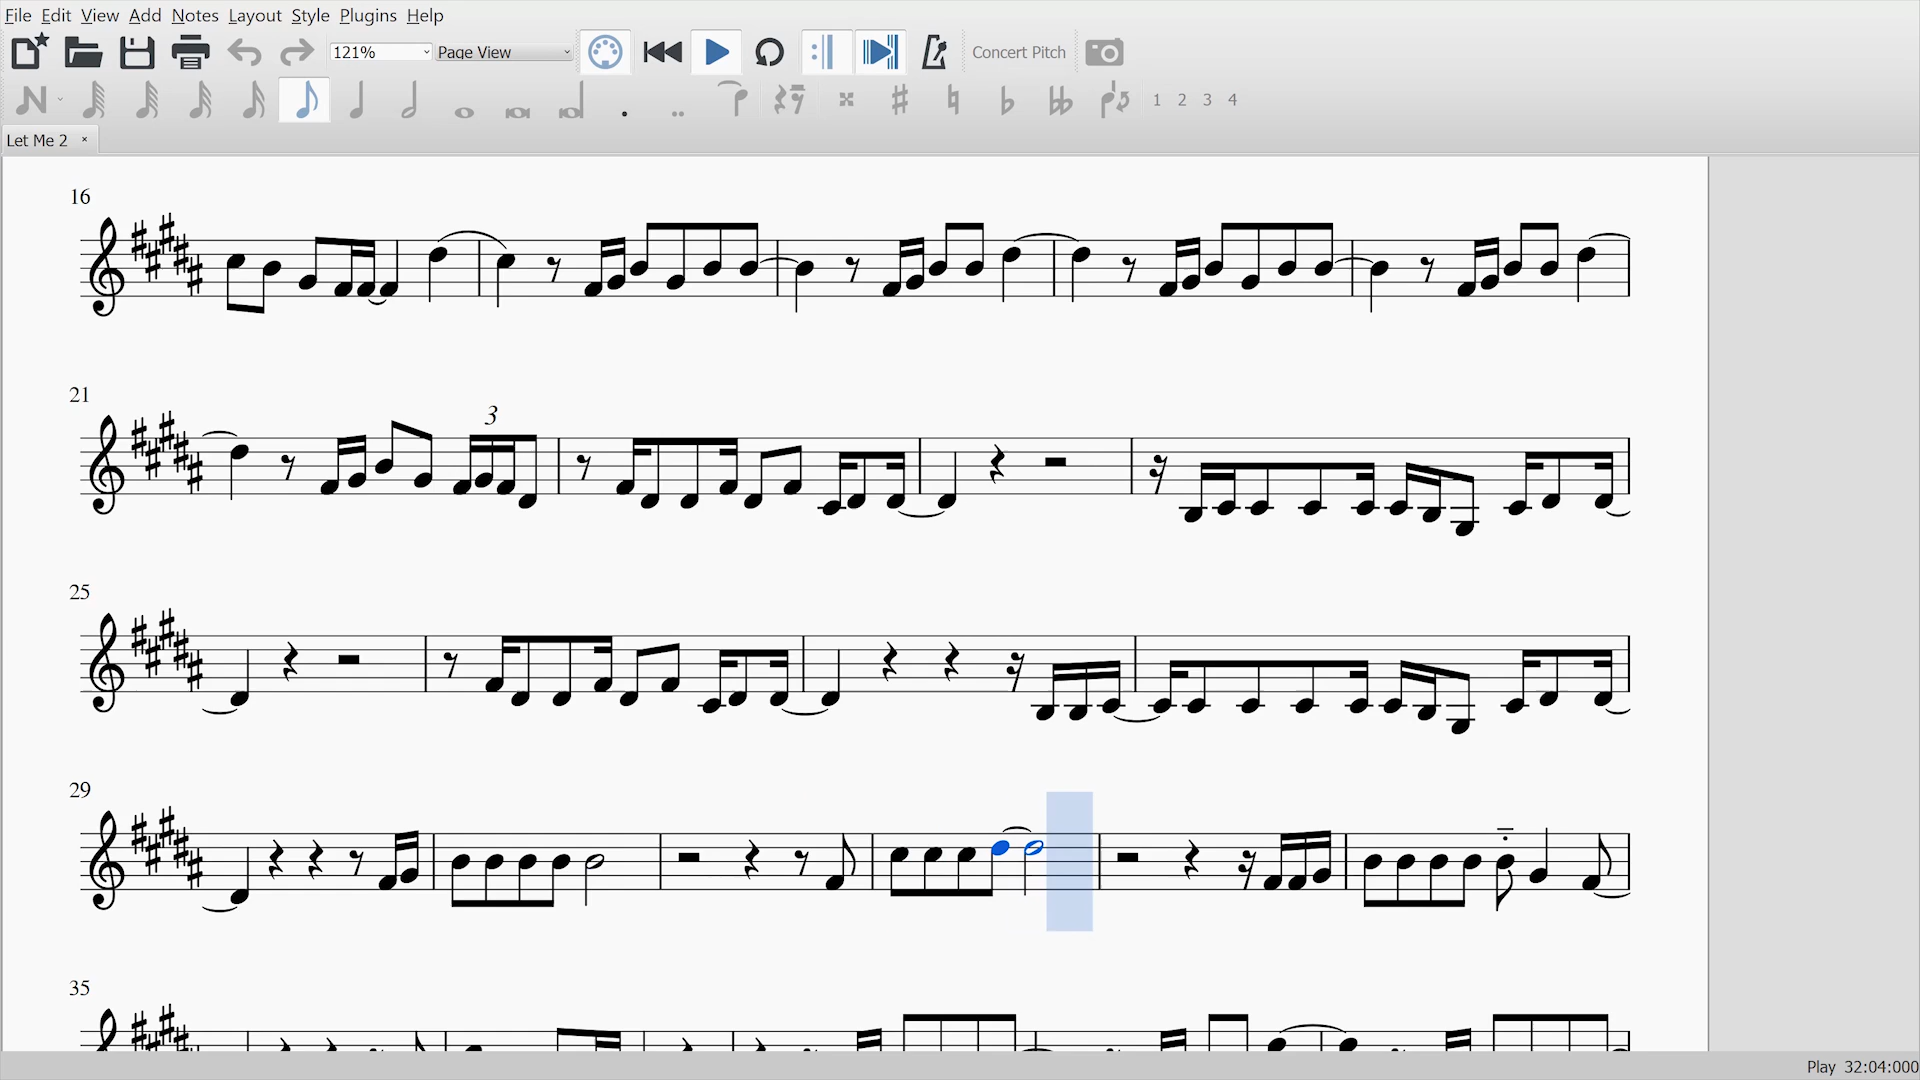 File Edit View Add Notes Layout Style Plugins Help
121% Page View Concert Pitch
1 2 3 4
Let Me 2 ×
16
21
3
25
29
35
Play 32:04:000